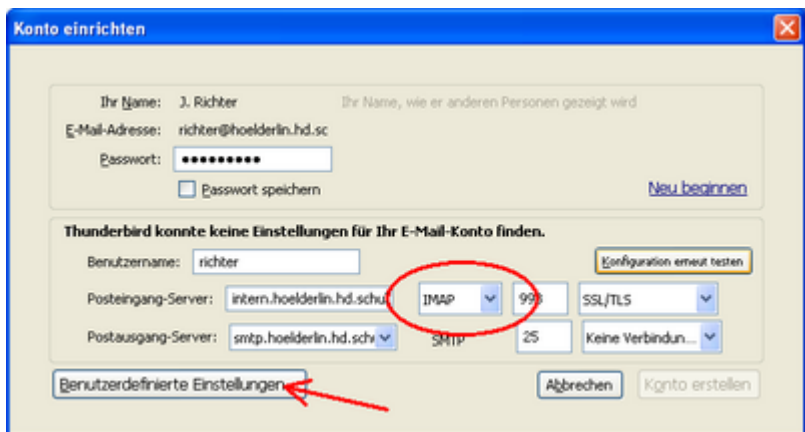 Konto einrichten
Ihr Name: J. Richter Ihr Name, wie er anderen Personen gezeigt wird
E-Mail-Adresse: richter@hoelderlin.hd.sc
Passwort: •••••••••
Passwort speichern Neu beginnen
Thunderbird konnte keine Einstellungen für Ihr E-Mail-Konto finden.
Benutzername: richter Konfiguration erneut testen
Posteingang-Server: intern.hoelderlin.hd.schul IMAP 993 SSL/TLS
Postausgang-Server: smtp.hoelderlin.hd.schu SMTP 25 Keine Verbindun...
Benutzerdefinierte Einstellungen... Abbrechen Konto erstellen